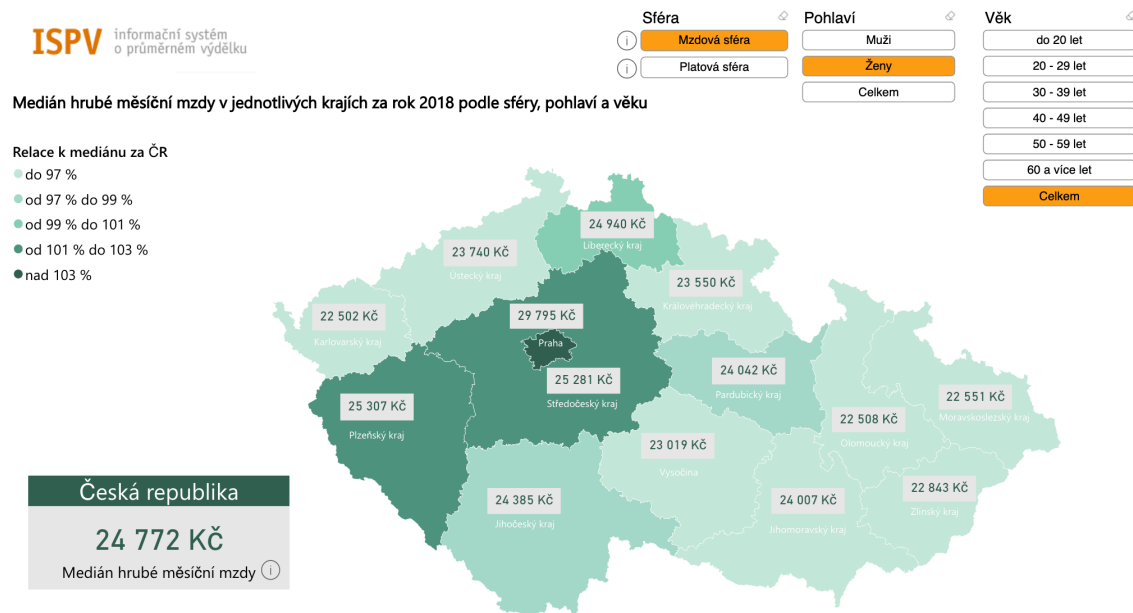 ISPV informační systém
o průměrném výdělku
Sféra
Mzdová sféra
Platová sféra
Pohlaví
Muži
Ženy
Celkem
Věk
do 20 let
20 - 29 let
30 - 39 let
40 - 49 let
50 - 59 let
60 a více let
Celkem
Medián hrubé měsíční mzdy v jednotlivých krajích za rok 2018 podle sféry, pohlaví a věku
Relace k mediánu za ČR
do 97 %
od 97 % do 99 %
od 99 % do 101 %
od 101 % do 103 %
nad 103 %
24 940 Kč
Liberecký kraj
23 740 Kč
Ústecký kraj
23 550 Kč
Královéhradecký kraj
22 502 Kč
Karlovarský kraj
29 795 Kč
Praha
25 281 Kč
Středočeský kraj
24 042 Kč
Pardubický kraj
25 307 Kč
Plzeňský kraj
22 551 Kč
Moravskoslezský kraj
22 508 Kč
Olomoucký kraj
23 019 Kč
Vysočina
24 385 Kč
Jihočeský kraj
24 007 Kč
Jihomoravský kraj
22 843 Kč
Zlínský kraj
Česká republika
24 772 Kč
Medián hrubé měsíční mzdy